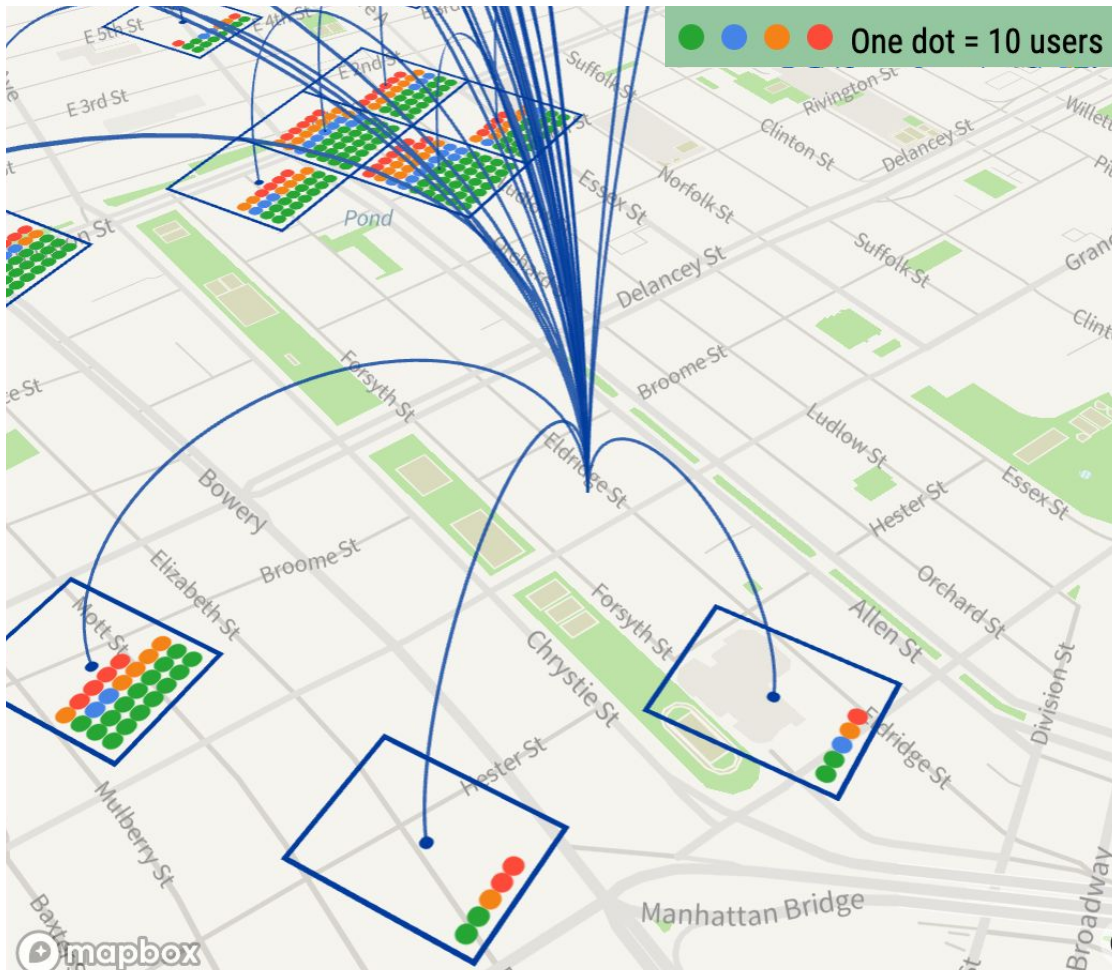 One dot = 10 users
E 5th St
E 4th St
E 2nd St
E 3rd St
Suffolk St
Rivington St
Clinton St
Delancey St
Essex St
Norfolk St
Pond
Orchard
Delancey St
Suffolk St
Forsyth St
Broome St
Ludlow St
Eldridge St
Essex St
Bowery
Hester St
Broome St
Elizabeth St
Mott St
Forsyth St
Orchard St
Allen St
Chrystie St
Division St
Eldridge St
Hester St
Mulberry St
Manhattan Bridge
Broadway
mapbox